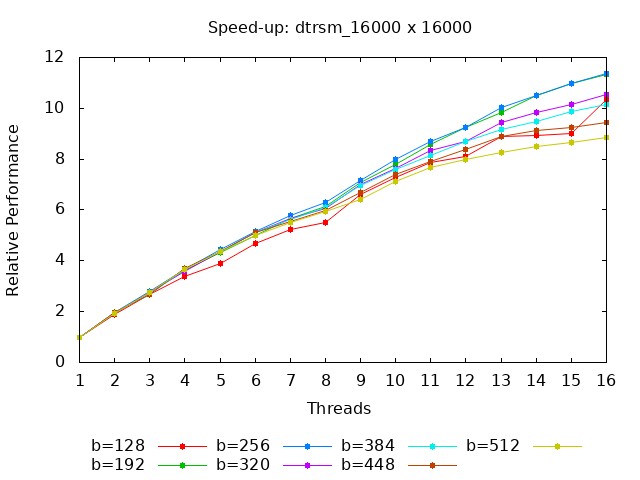 Speed-up: dtrsm_16000 x 16000
12
10
8
6
4
2
0
Relative Performance
1 2 3 4 5 6 7 8 9 10 11 12 13 14 15 16
Threads
b=128 b=256 b=384 b=512
b=192 b=320 b=448